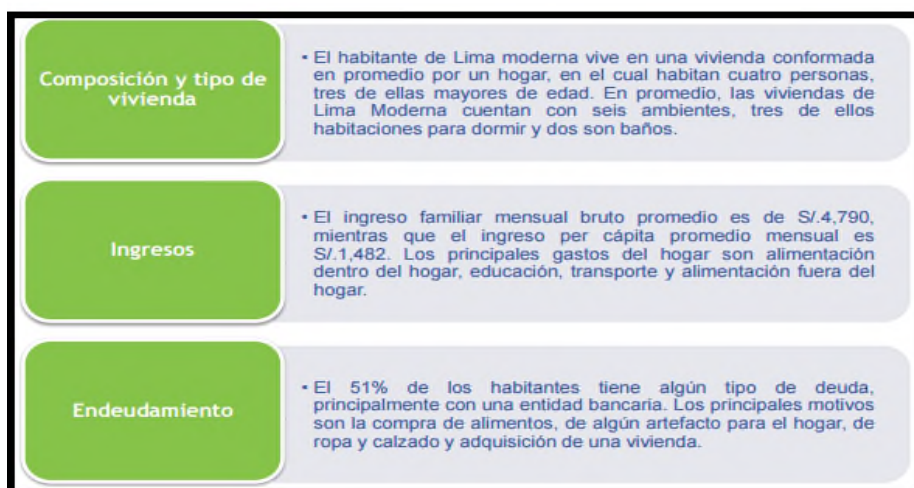 Composición y tipo de
vivienda
• El habitante de Lima moderna vive en una vivienda conformada
en promedio por un hogar, en el cual habitan cuatro personas,
tres de ellas mayores de edad. En promedio, las viviendas de
Lima Moderna cuentan con seis ambientes, tres de ellos
habitaciones para dormir y dos son baños.
Ingresos
• El ingreso familiar mensual bruto promedio es de S/.4,790,
mientras que el ingreso per cápita promedio mensual es
S/.1,482. Los principales gastos del hogar son alimentación
dentro del hogar, educación, transporte y alimentación fuera del
hogar.
Endeudamiento
• El 51% de los habitantes tiene algún tipo de deuda,
principalmente con una entidad bancaria. Los principales motivos
son la compra de alimentos, de algún artefacto para el hogar, de
ropa y calzado y adquisición de una vivienda.